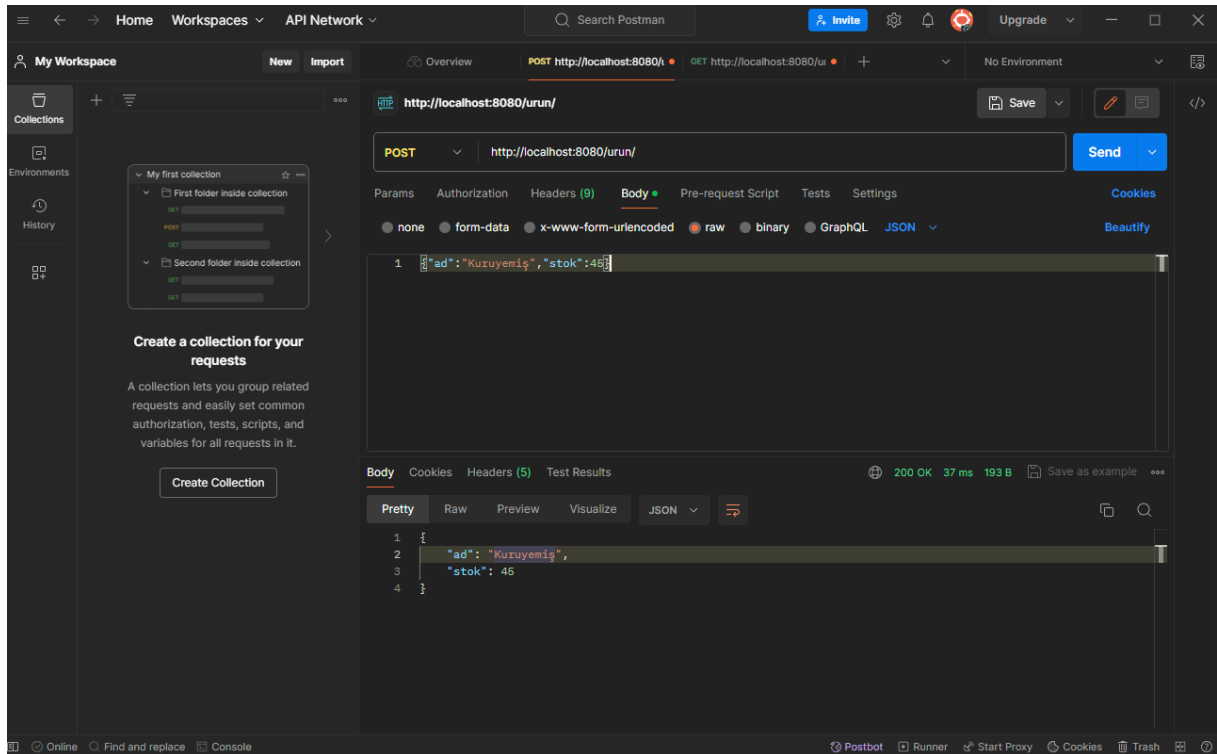 Home Workspaces API Network Search Postman Invite Upgrade
My Workspace New Import Overview POST http://localhost:8080/u GET http://localhost:8080/ur No Environment
Collections
Environments
History
My first collection
First folder inside collection
GET
POST
GET
Second folder inside collection
GET
GET
Create a collection for your
requests
A collection lets you group related
requests and easily set common
authorization, tests, scripts, and
variables for all requests in it.
Create Collection
HTTP http://localhost:8080/urun/ Save
POST http://localhost:8080/urun/ Send
Params Authorization Headers (9) Body Pre-request Script Tests Settings Cookies
none form-data x-www-form-urlencoded raw binary GraphQL JSON Beautify
1 {"ad":"Kuruyemiş","stok":45}
Body Cookies Headers (5) Test Results 200 OK 37 ms 193 B Save as example
Pretty Raw Preview Visualize JSON
1 {
2 "ad": "Kuruyemiş",
3 "stok": 45
4 }
Online Find and replace Console Postbot Runner Start Proxy Cookies Trash